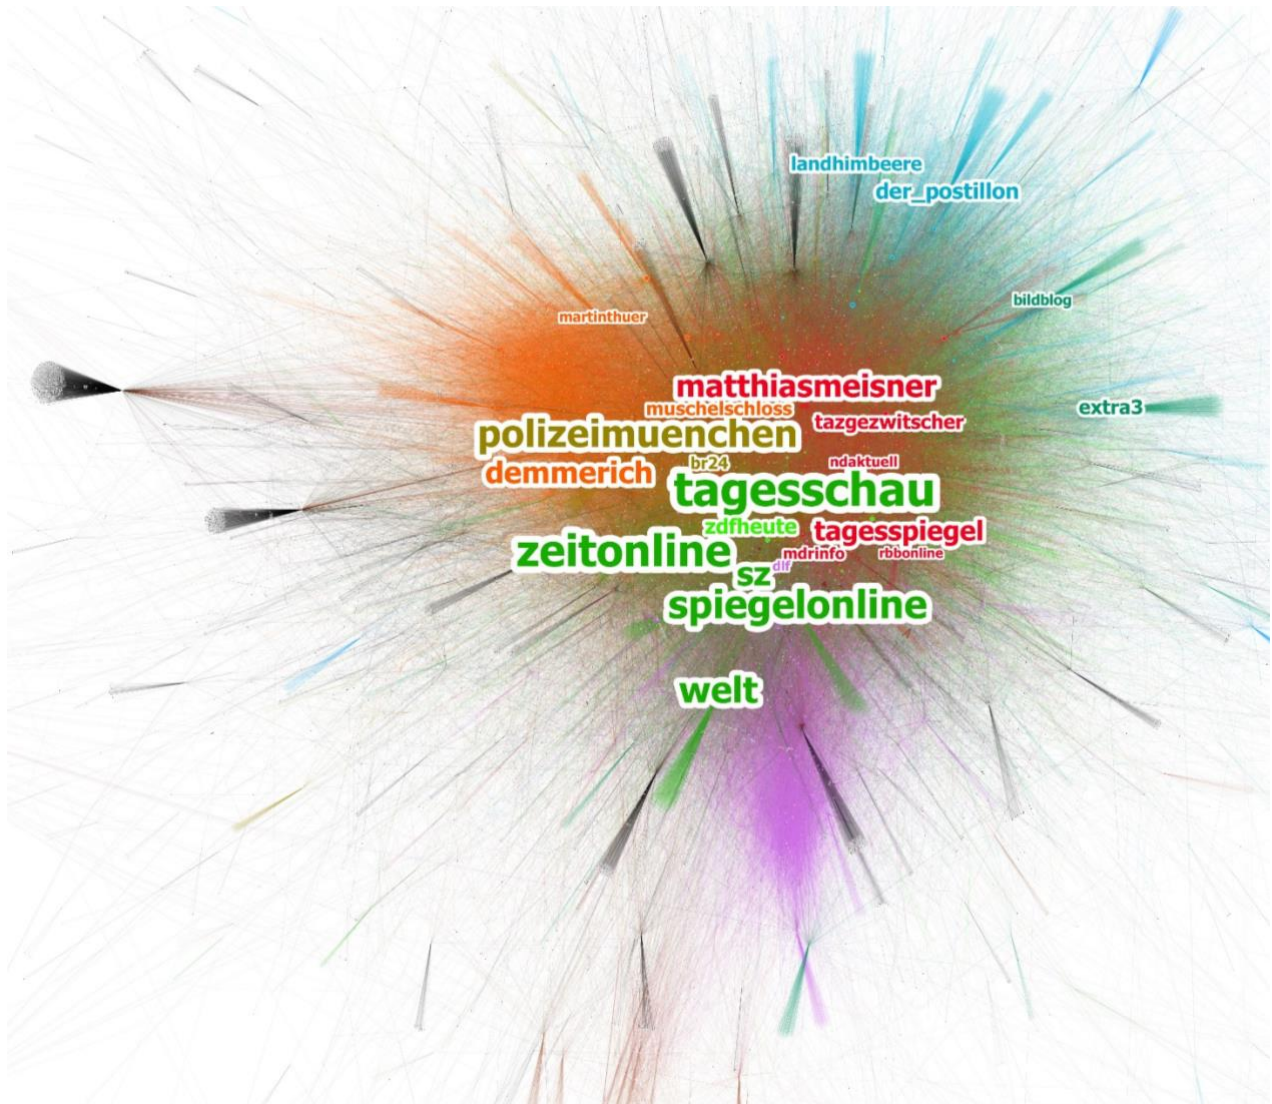 landhimbeere
der_postillon
bildblog
martinthuer
matthiasmeisner
muschelschloss
extra3
tazgezwitscher
polizeimuenchen
br24
ndaktuell
demmerich
tagesschau
zdfheute
tagesspiegel
zeitonline
mdrinfo
rbbonline
dlf
sz
spiegelonline
welt